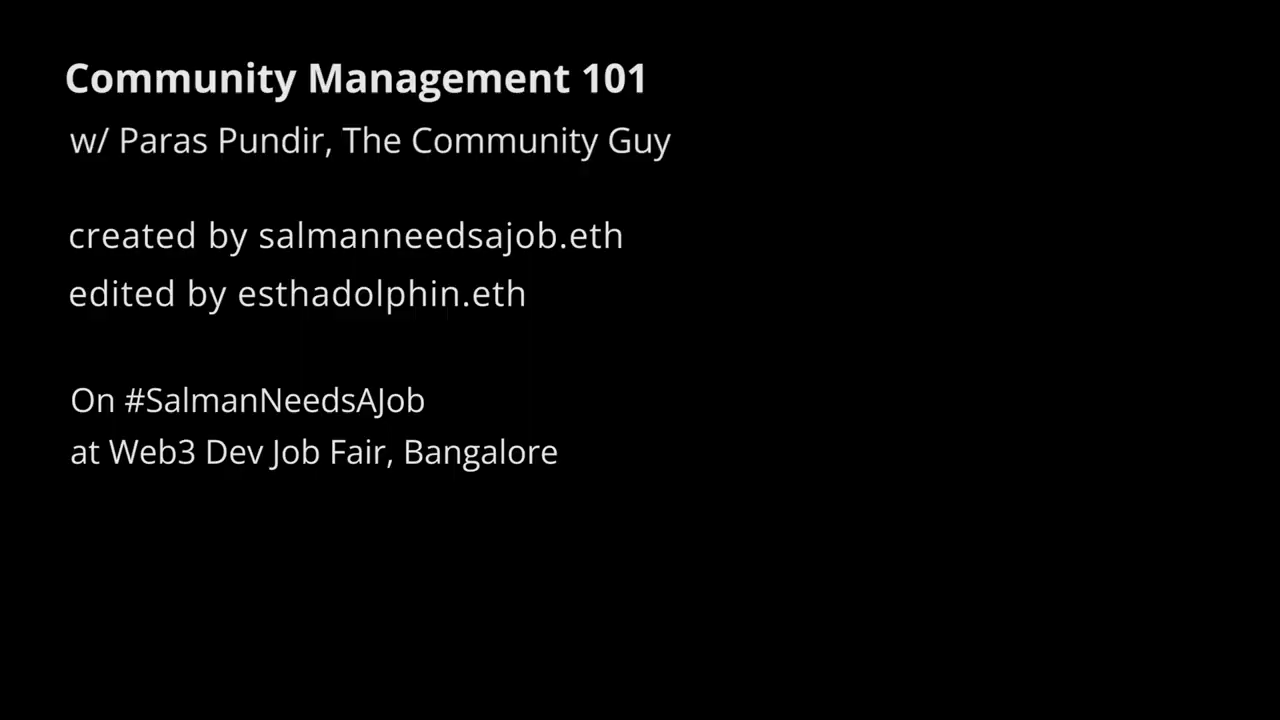 Community Management 101
w/ Paras Pundir, The Community Guy
created by salmanneedsajob.eth
edited by esthadolphin.eth
On #SalmanNeedsAJob
at Web3 Dev Job Fair, Bangalore